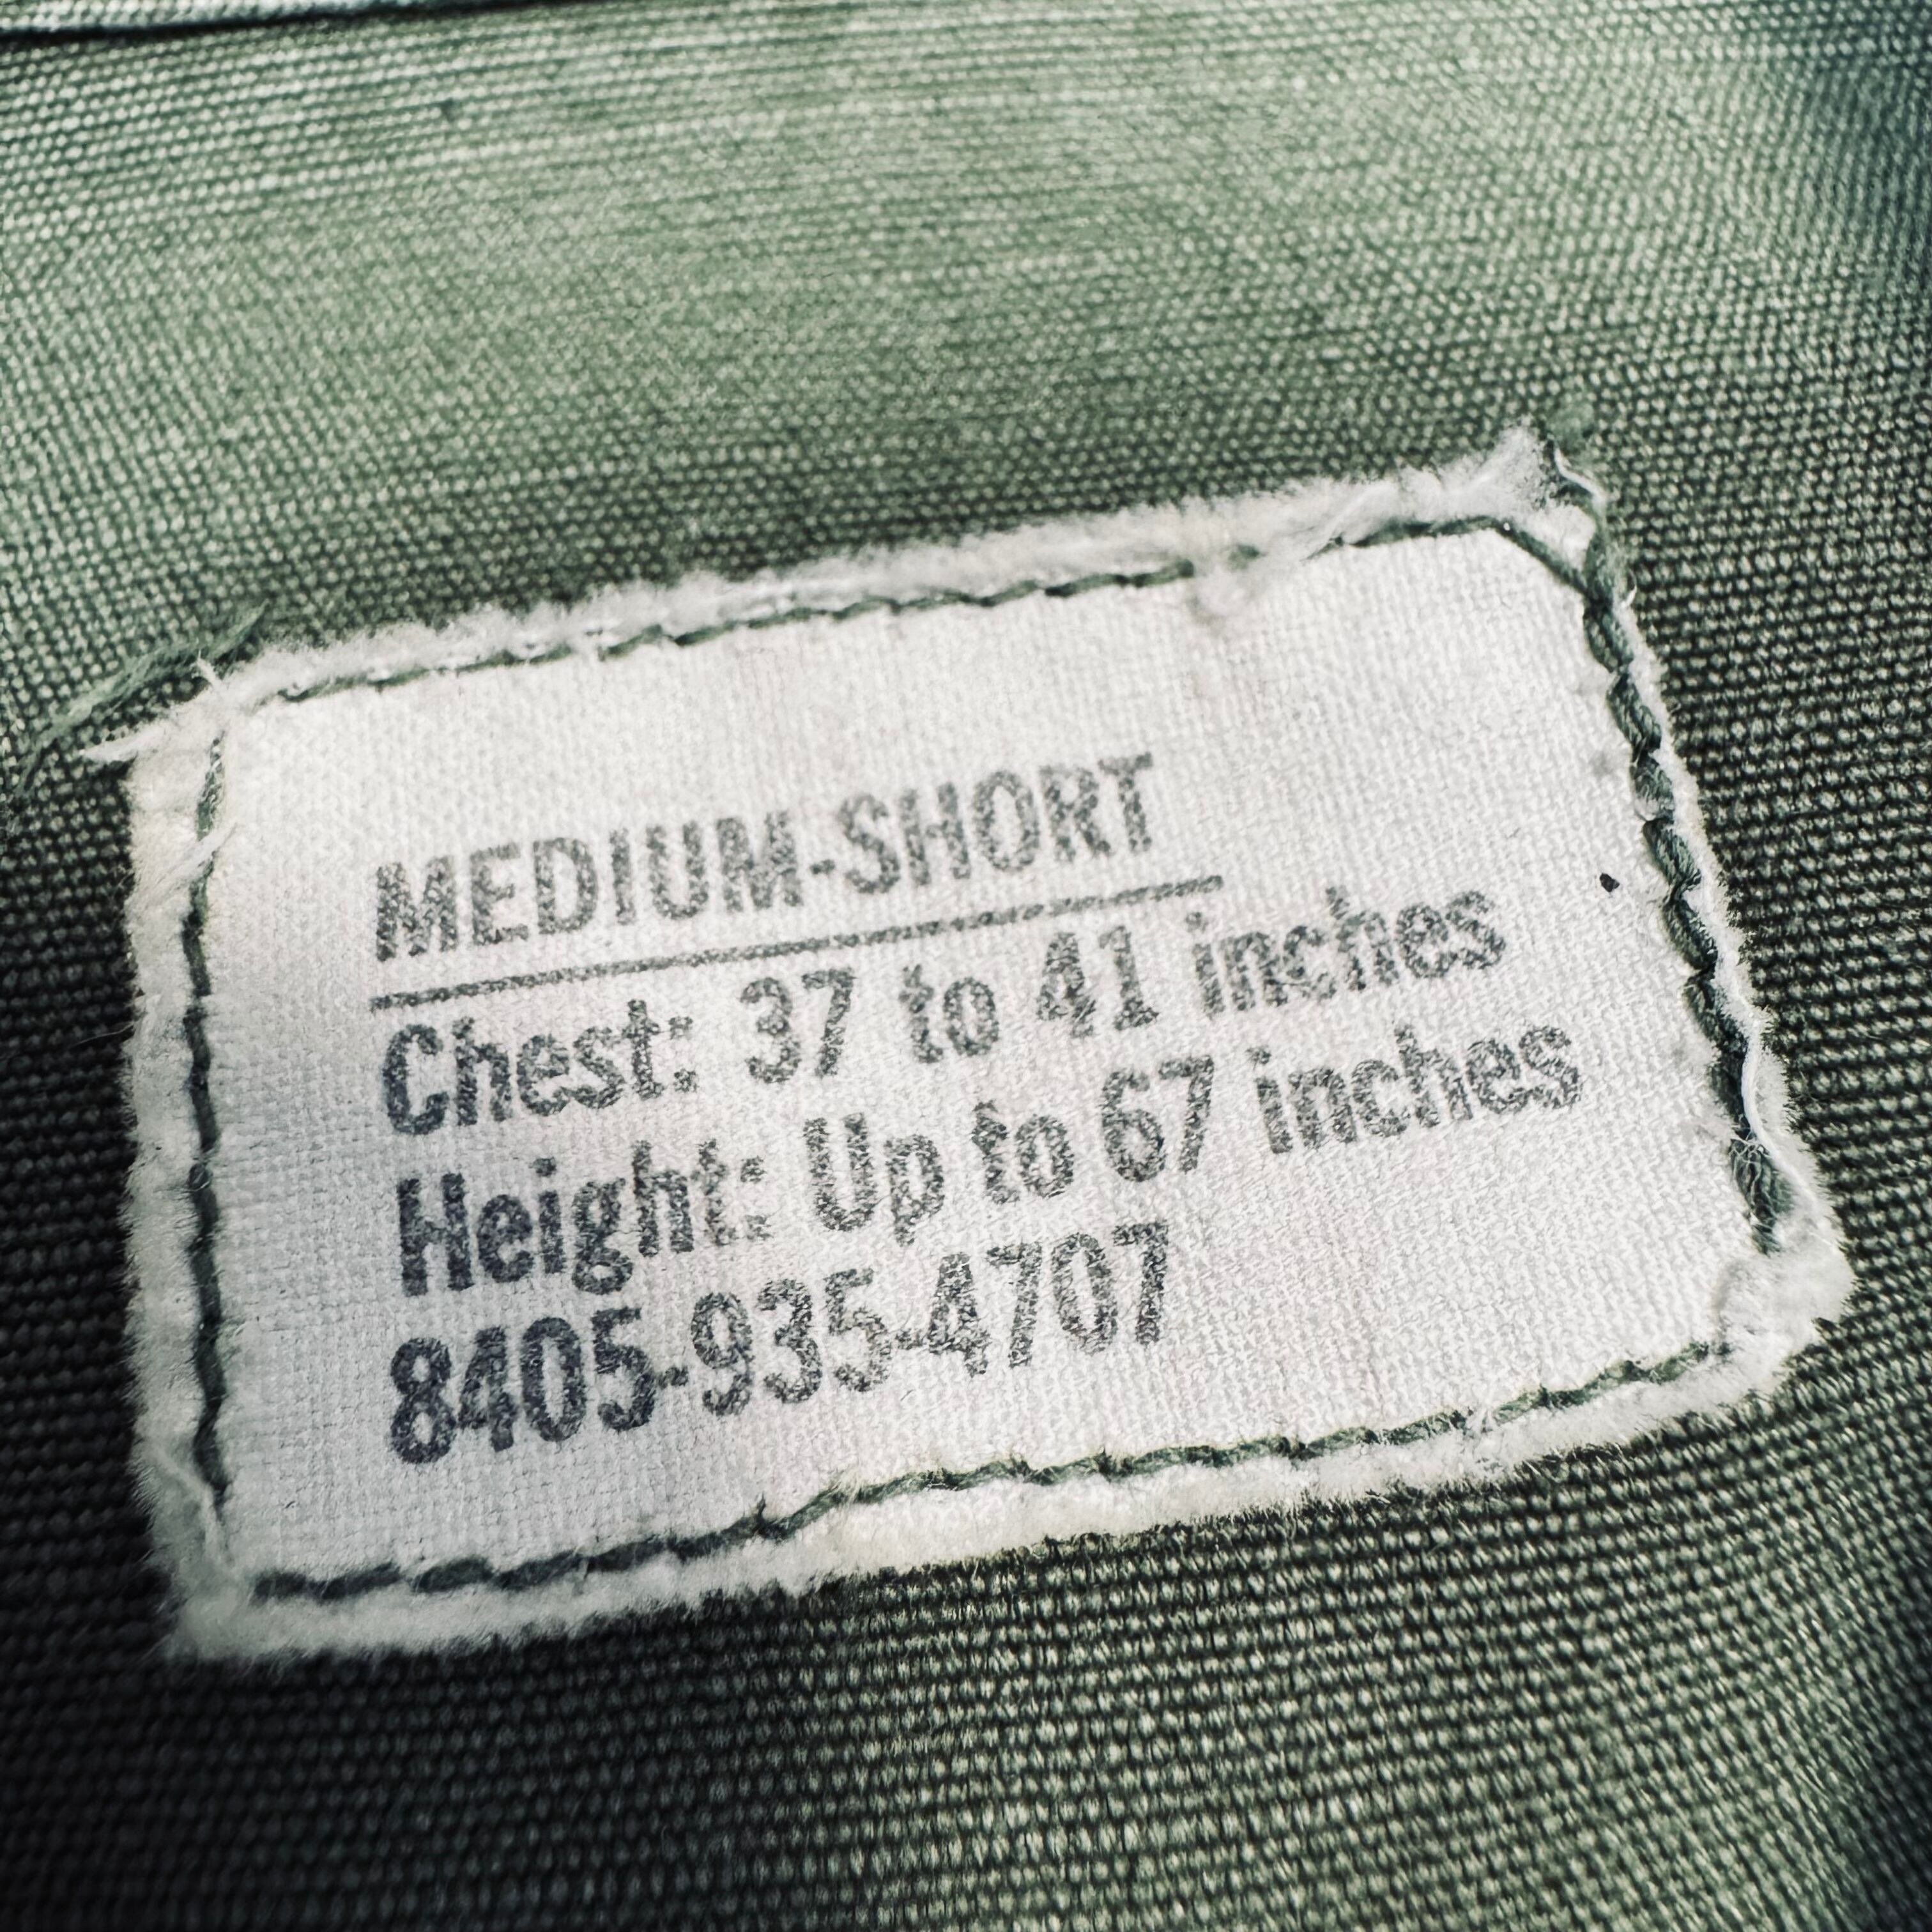 MEDIUM-SHORT
Chest: 37 to 41 inches
Height: Up to 67 inches
8405-935-4707